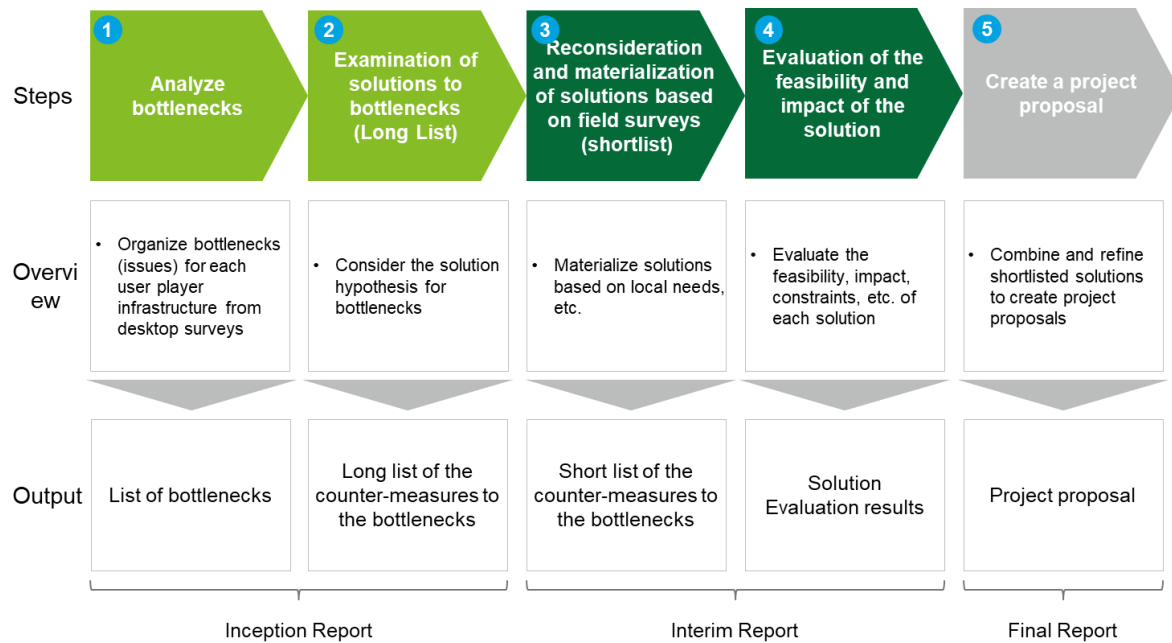 Steps
1
Analyze
bottlenecks
2
Examination of
solutions to
bottlenecks
(Long List)
3
Reconsideration
and materialization
of solutions based
on field surveys
(shortlist)
4
Evaluation of the
feasibility and
impact of the
solution
5
Create a project
proposal
Overvi
ew
• Organize bottlenecks
(issues) for each
user player
infrastructure from
desktop surveys
• Consider the solution
hypothesis for
bottlenecks
• Materialize solutions
based on local needs,
etc.
• Evaluate the
feasibility, impact,
constraints, etc. of
each solution
• Combine and refine
shortlisted solutions
to create project
proposals
Output
List of bottlenecks
Long list of the
counter-measures to
the bottlenecks
Short list of the
counter-measures to
the bottlenecks
Solution
Evaluation results
Project proposal
Inception Report
Interim Report
Final Report